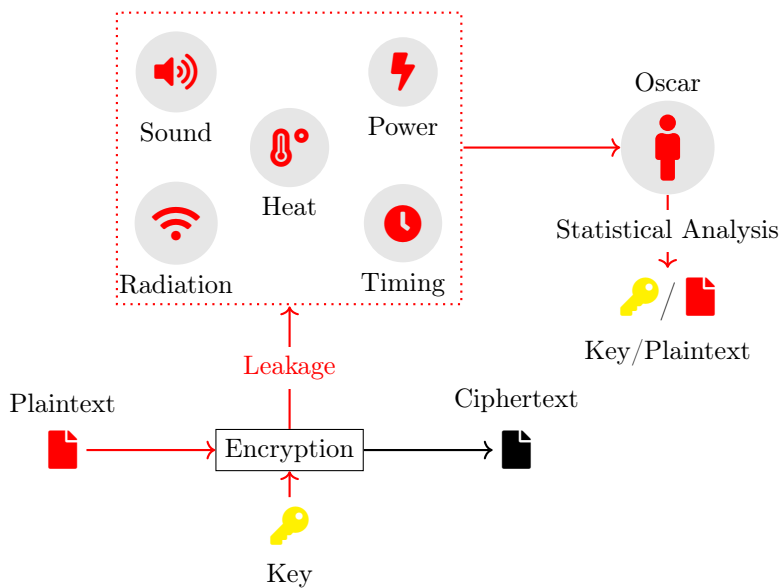 Oscar
Sound
Power
Heat
Statistical Analysis
Radiation
Timing
Key/Plaintext
Leakage
Plaintext
Ciphertext
Encryption
Key